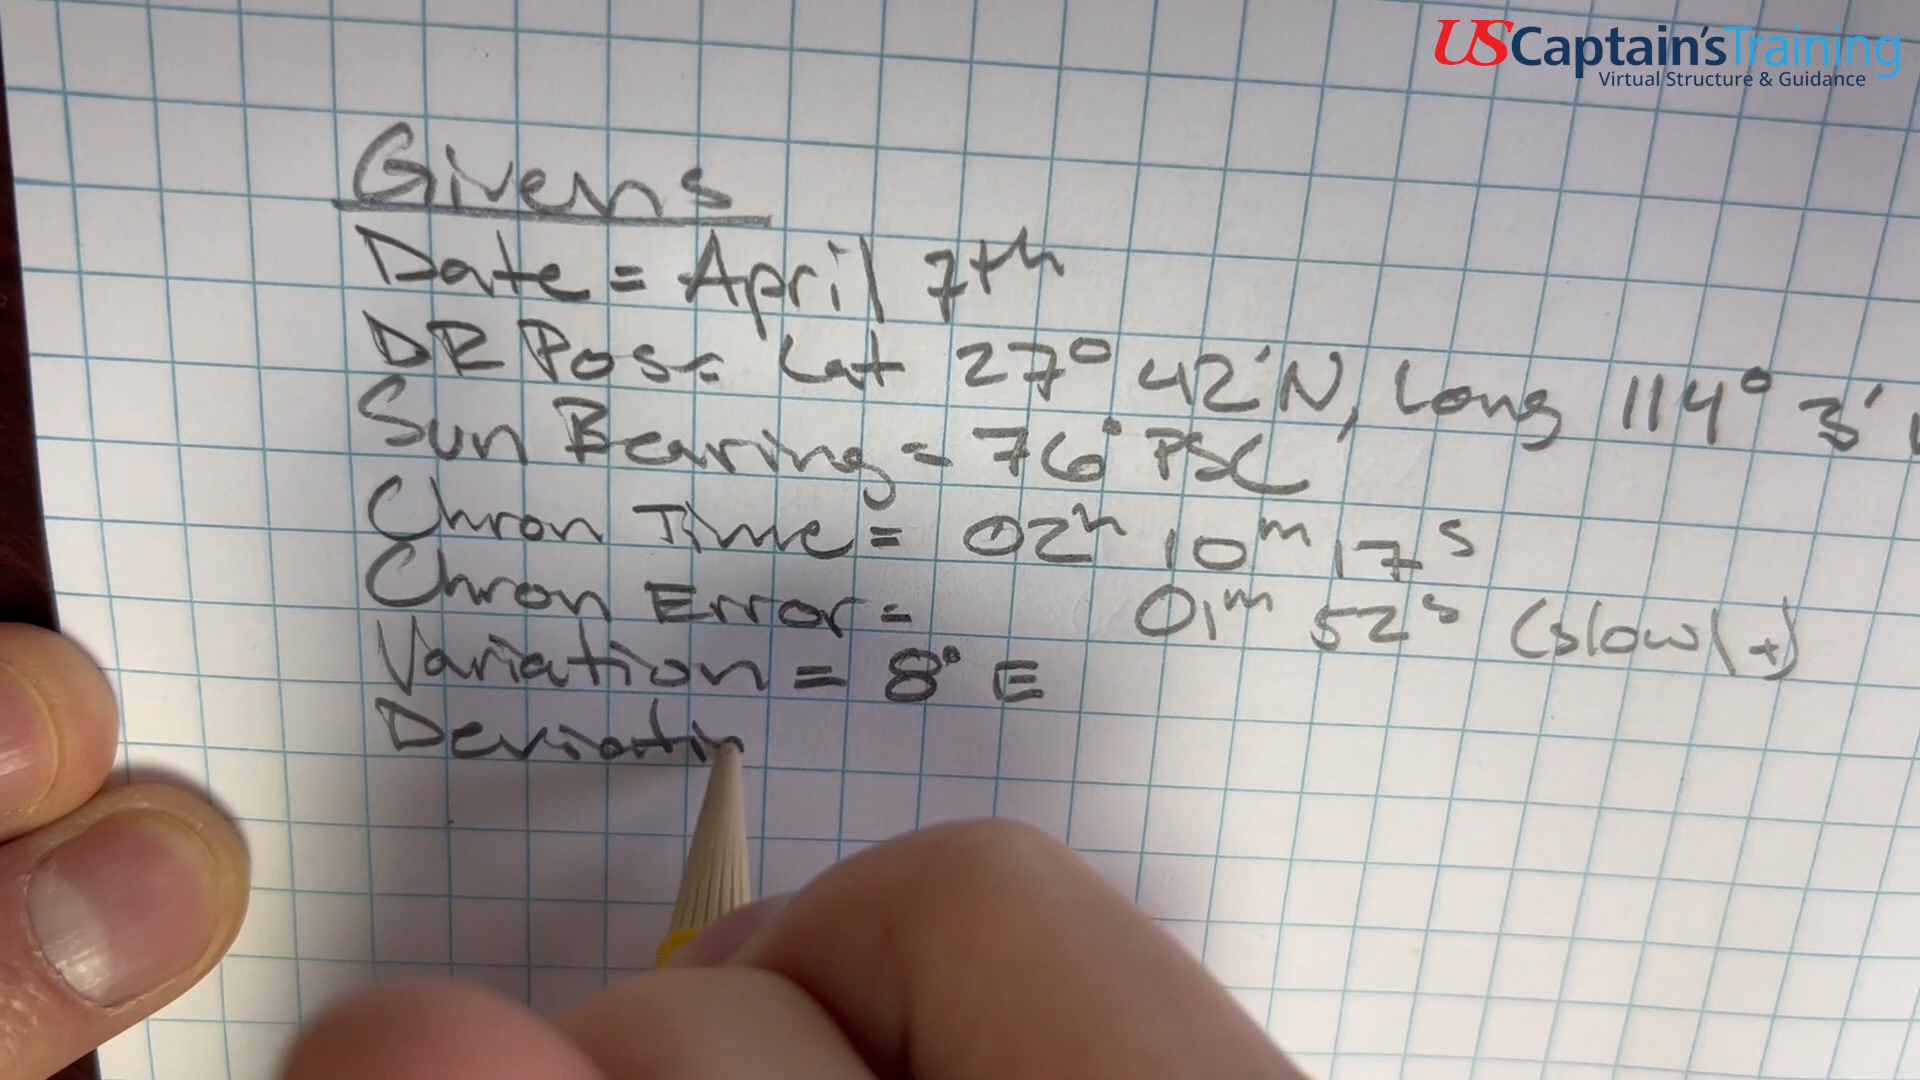 USCaptain'sTraining
Virtual Structure & Guidance
Givens
Date = April 7th
DR Pos = Lat 27° 42'N, Long 114° 3'
Sun Bearing = 76° PSC
Chron Time = 02h 10m 17s
Chron Error = 01m 52s (slow(+)
Variation = 8° E
Deviatin